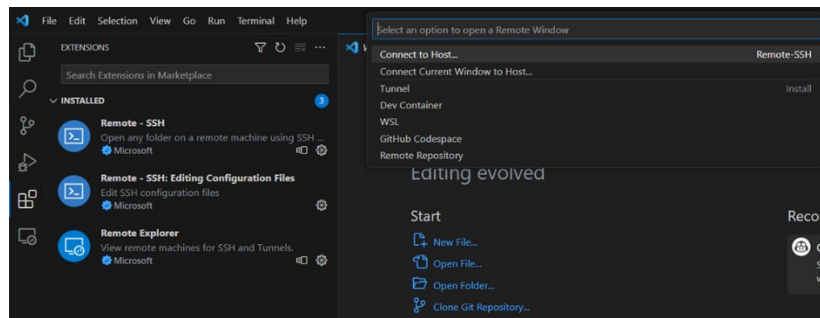 File Edit Selection View Go Run Terminal Help
Select an option to open a Remote Window
Connect to Host... Remote-SSH
Connect Current Window to Host...
Tunnel Install
Dev Container
WSL
GitHub Codespace
Remote Repository
EXTENSIONS
Search Extensions in Marketplace
INSTALLED 3
Remote - SSH
Open any folder on a remote machine using SSH ...
Microsoft
Remote - SSH: Editing Configuration Files
Edit SSH configuration files
Microsoft
Remote Explorer
View remote machines for SSH and Tunnels.
Microsoft
Editing evolved
Start
New File...
Open File...
Open Folder...
Clone Git Repository...
Reco